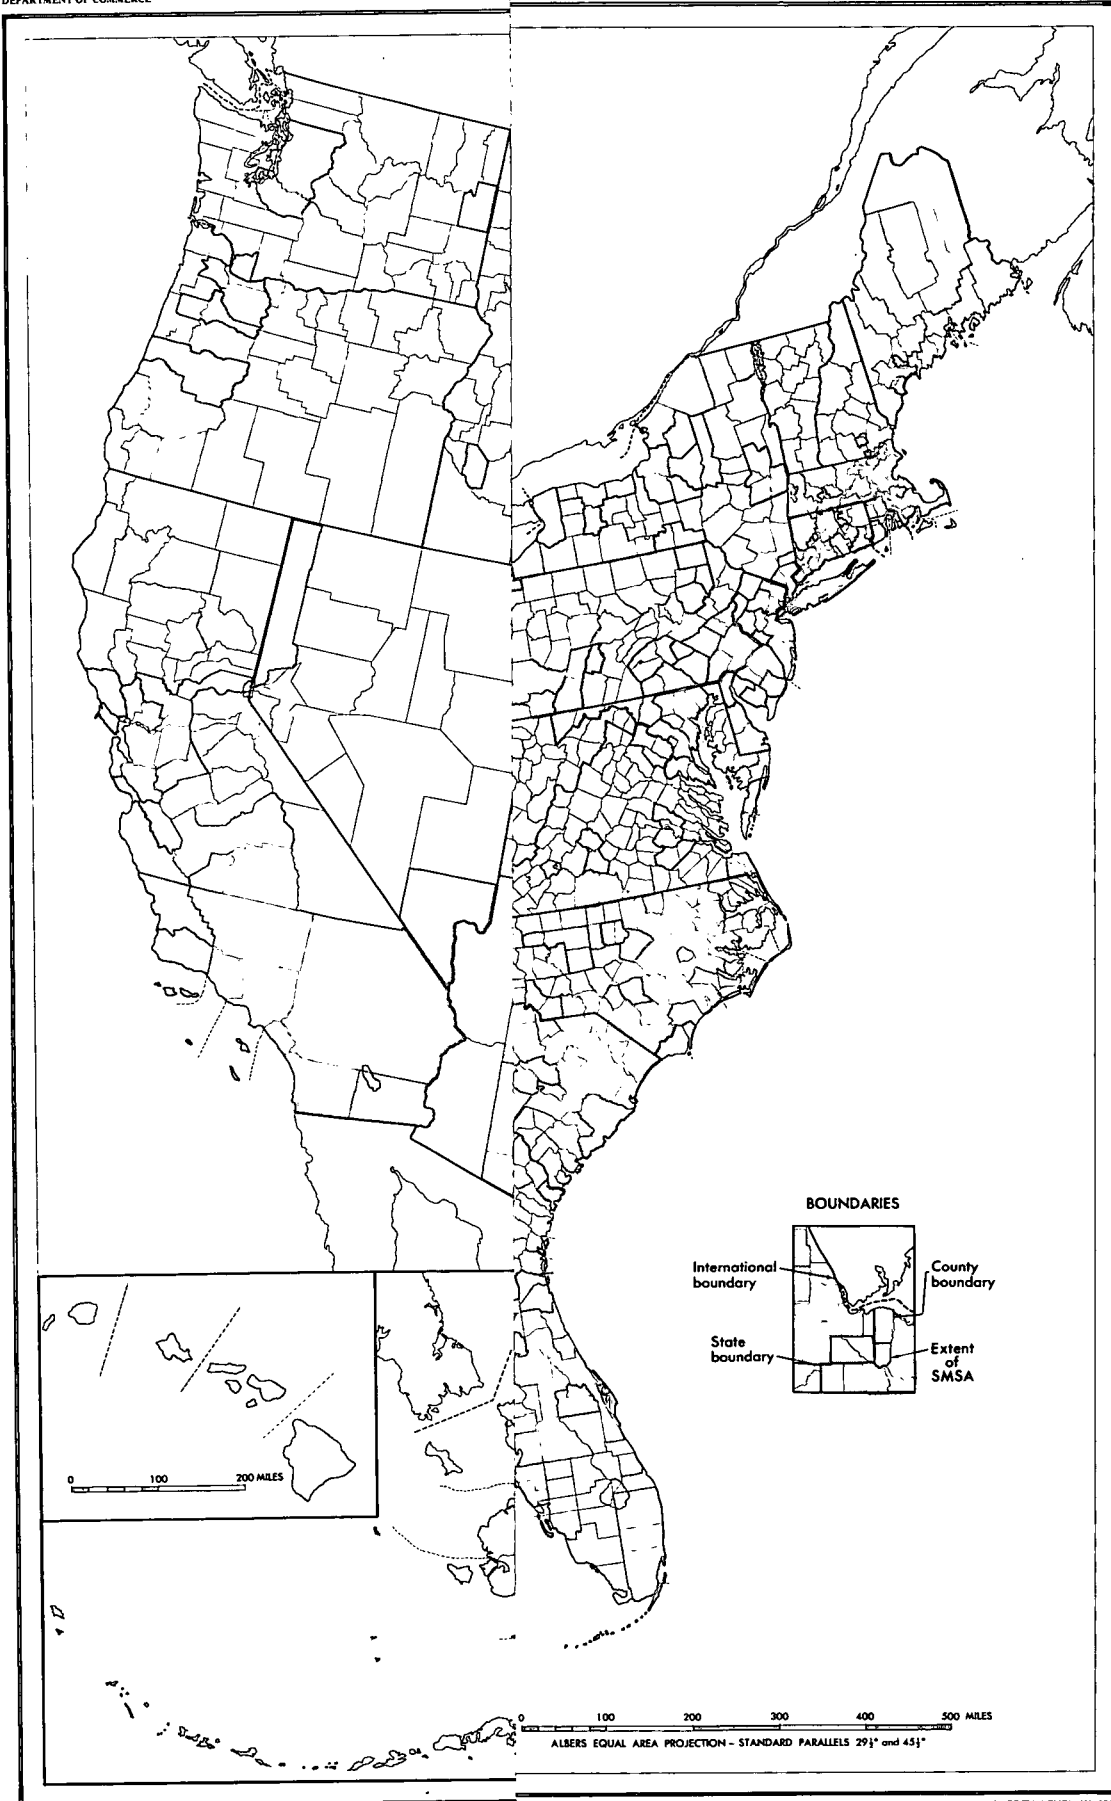 DEPARTMENT OF COMMERCE
BOUNDARIES
International
boundary
County
boundary
State
boundary
Extent
of
SMSA
0 100 200 MILES
0 100 200 300 400 500 MILES
ALBERS EQUAL AREA PROJECTION – STANDARD PARALLELS 29½° and 45½°